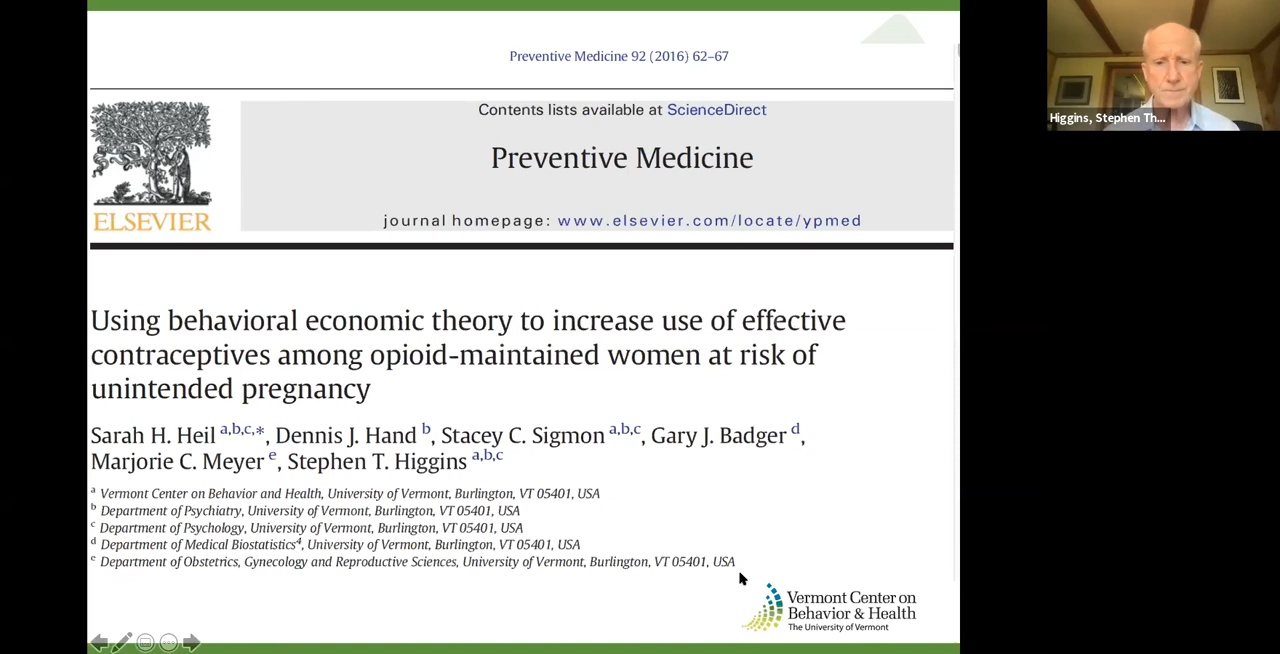 Preventive Medicine 92 (2016) 62–67
Contents lists available at ScienceDirect
Preventive Medicine
journal homepage: www.elsevier.com/locate/ypmed
ELSEVIER
Using behavioral economic theory to increase use of effective
contraceptives among opioid-maintained women at risk of
unintended pregnancy
Sarah H. Heil a,b,c,*, Dennis J. Hand b, Stacey C. Sigmon a,b,c, Gary J. Badger d,
Marjorie C. Meyer e, Stephen T. Higgins a,b,c
a Vermont Center on Behavior and Health, University of Vermont, Burlington, VT 05401, USA
b Department of Psychiatry, University of Vermont, Burlington, VT 05401, USA
c Department of Psychology, University of Vermont, Burlington, VT 05401, USA
d Department of Medical Biostatistics4, University of Vermont, Burlington, VT 05401, USA
e Department of Obstetrics, Gynecology and Reproductive Sciences, University of Vermont, Burlington, VT 05401, USA
Vermont Center on
Behavior & Health
The University of Vermont
Higgins, Stephen Th...